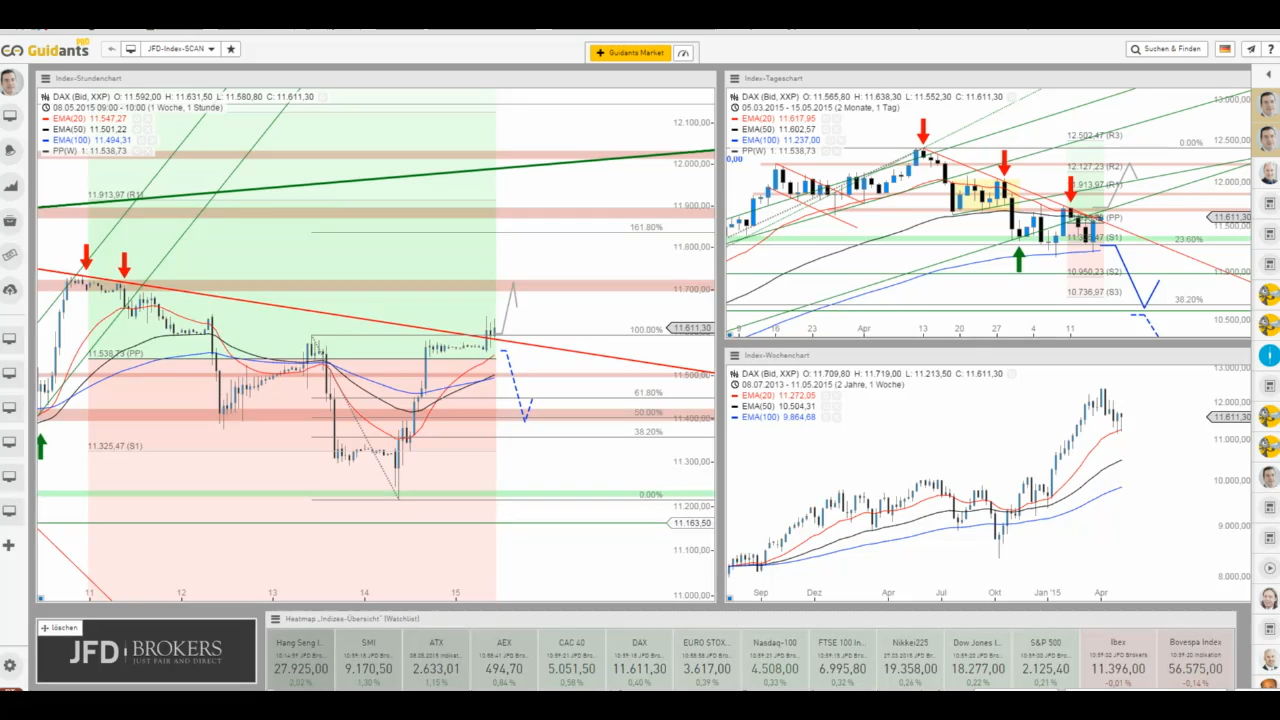 Guidants PRO
JFD-Index-SCAN
Guidants Market
Suchen & Finden
?
Index-Stundenchart
DAX (Bid, XXP) O: 11.592,00 H: 11.631,50 L: 11.580,80 C: 11.611,30
08.05.2015 09:00 - 10:00 (1 Woche, 1 Stunde)
EMA(20) 11.547,27
EMA(50) 11.501,22
EMA(100) 11.494,31
PP(W) 1: 11.538,73
12.100,00
12.000,00
11.900,00
11.800,00
11.700,00
11.611,30
11.500,00
11.400,00
11.300,00
11.200,00
11.163,50
11.100,00
11.000,00
11.913,97 (R1)
161.80%
100.00%
11.538,73 (PP)
61.80%
50.00%
38.20%
11.325,47 (S1)
0.00%
11 12 13 14 15
Index-Tageschart
DAX (Bid, XXP) O: 11.565,80 H: 11.638,30 L: 11.552,30 C: 11.611,30
05.03.2015 - 15.05.2015 (2 Monate, 1 Tag)
EMA(20) 11.617,95
EMA(50) 11.602,57
EMA(100) 11.237,00
PP(W) 1: 11.538,73
0,00
13.000,00
12.502,47 (R3)
12.500,00
0.00%
12.127,23 (R2)
12.000,00
11.913,97 (R1)
11.611,30
11.500,00
23.60%
10.950,23 (S2)
10.736,97 (S3)
38.20%
10.500,00
9 16 23 Apr 13 20 27 4 11
Index-Wochenchart
DAX (Bid, XXP) O: 11.709,80 H: 11.719,00 L: 11.213,50 C: 11.611,30
08.07.2013 - 11.05.2015 (2 Jahre, 1 Woche)
EMA(20) 11.272,05
EMA(50) 10.504,31
EMA(100) 9.864,68
13.000,00
12.000,00
11.611,30
11.000,00
10.000,00
9.000,00
8.000,00
Sep Dez Apr Jul Okt Jan '15 Apr
löschen
JFD BROKERS
JUST FAIR AND DIRECT
Heatmap „Indizes-Übersicht" (Watchlist)
Hang Seng I... SMI ATX AEX CAC 40 DAX EURO STOX... Nasdaq-100 FTSE 100 In... Nikkei225 Dow Jones I... S&P 500 Ibex Bovespa Index
27.925,00 9.170,50 2.633,01 494,70 5.051,50 11.611,30 3.617,00 4.508,00 6.995,80 19.358,00 18.277,00 2.125,40 11.396,00 56.575,00
2,02 % 1,30 % 1,15 % 0,84 % 0,58 % 0,40 % 0,39 % 0,33 % 0,32 % 0,26 % 0,22 % 0,21 % -0,01 % -0,14 %